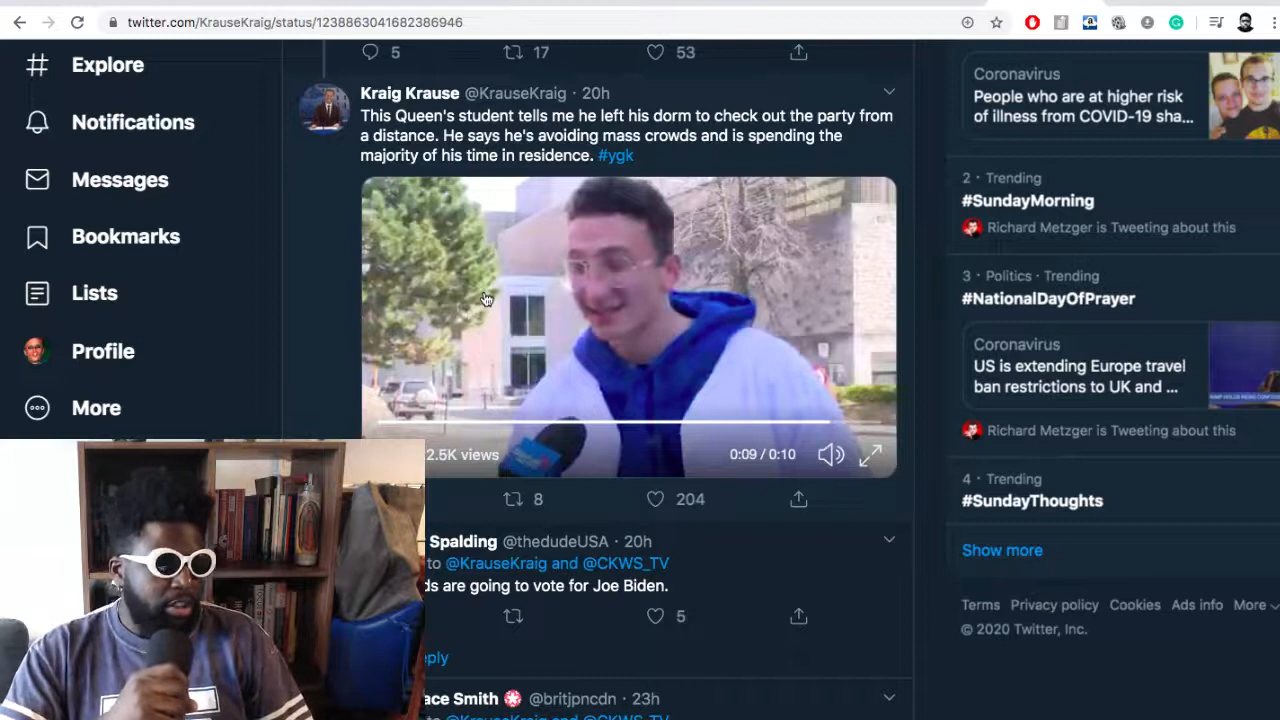 twitter.com/KrauseKraig/status/1238863041682386946
Explore
Notifications
Messages
Bookmarks
Lists
Profile
More
5 17 53
Kraig Krause @KrauseKraig · 20h
This Queen's student tells me he left his dorm to check out the party from
a distance. He says he's avoiding mass crowds and is spending the
majority of his time in residence. #ygk
2.5K views 0:09 / 0:10
8 204
Spalding @thedudeUSA · 20h
to @KrauseKraig and @CKWS_TV
ds are going to vote for Joe Biden.
5
eply
ace Smith @britjpncdn · 23h
to @KrauseKraig and @CKWS_TV
Coronavirus
People who are at higher risk
of illness from COVID-19 sha...
2 · Trending
#SundayMorning
Richard Metzger is Tweeting about this
3 · Politics · Trending
#NationalDayOfPrayer
Coronavirus
US is extending Europe travel
ban restrictions to UK and ...
Richard Metzger is Tweeting about this
4 · Trending
#SundayThoughts
Show more
Terms Privacy policy Cookies Ads info More
© 2020 Twitter, Inc.